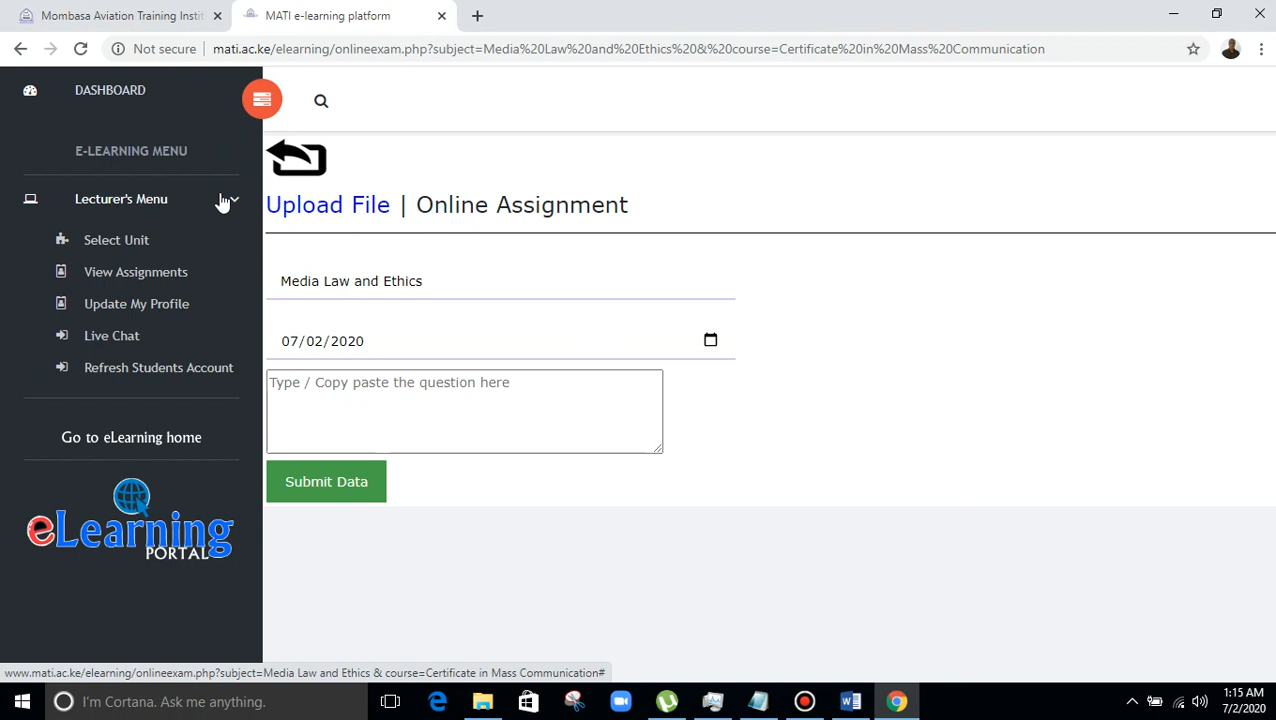 Mombasa Aviation Training Instit
MATI e-learning platform
Not secure
mati.ac.ke/elearning/onlineexam.php?subject=Media%20Law%20and%20Ethics%20&%20course=Certificate%20in%20Mass%20Communication
DASHBOARD
E-LEARNING MENU
Lecturer's Menu
Select Unit
View Assignments
Update My Profile
Live Chat
Refresh Students Account
Go to eLearning home
eLearning
PORTAL
Upload File | Online Assignment
Media Law and Ethics
07/02/2020
Type / Copy paste the question here
Submit Data
www.mati.ac.ke/elearning/onlineexam.php?subject=Media Law and Ethics & course=Certificate in Mass Communication#
I'm Cortana. Ask me anything.
1:15 AM
7/2/2020